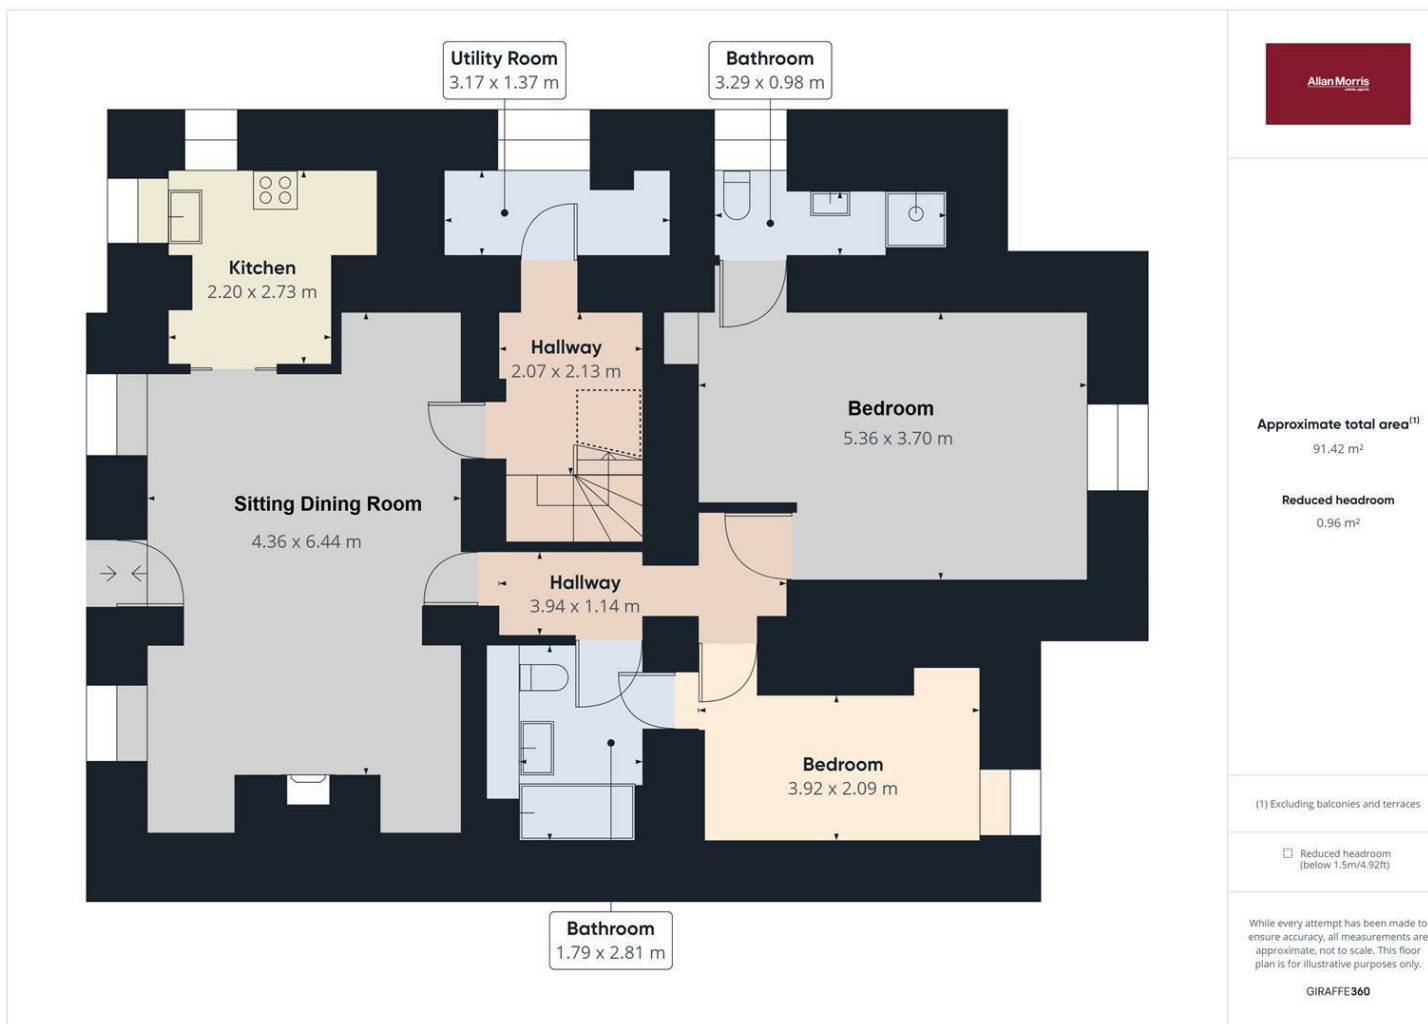 Utility Room
3.17 x 1.37 m
Bathroom
3.29 x 0.98 m
Kitchen
2.20 x 2.73 m
Hallway
2.07 x 2.13 m
Bedroom
5.36 x 3.70 m
Sitting Dining Room
4.36 x 6.44 m
Hallway
3.94 x 1.14 m
Bedroom
3.92 x 2.09 m
Bathroom
1.79 x 2.81 m
Allan Morris
estate agents
Approximate total area(1)
91.42 m²
Reduced headroom
0.96 m²
(1) Excluding balconies and terraces
Reduced headroom
(below 1.5m/4.92ft)
While every attempt has been made to
ensure accuracy, all measurements are
approximate, not to scale. This floor
plan is for illustrative purposes only.
GIRAFFE360